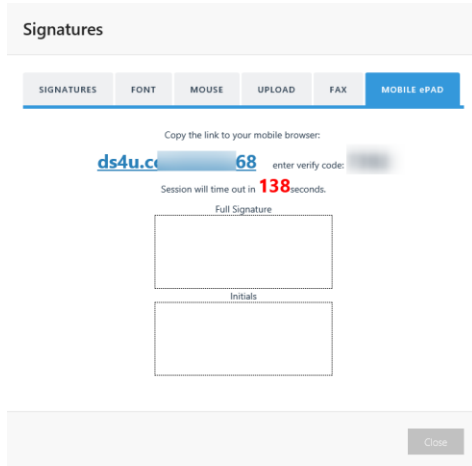 Signatures
SIGNATURES FONT MOUSE UPLOAD FAX MOBILE ePAD
Copy the link to your mobile browser:
ds4u.c 68 enter verify code:
Session will time out in 138 seconds.
Full Signature
Initials
Close